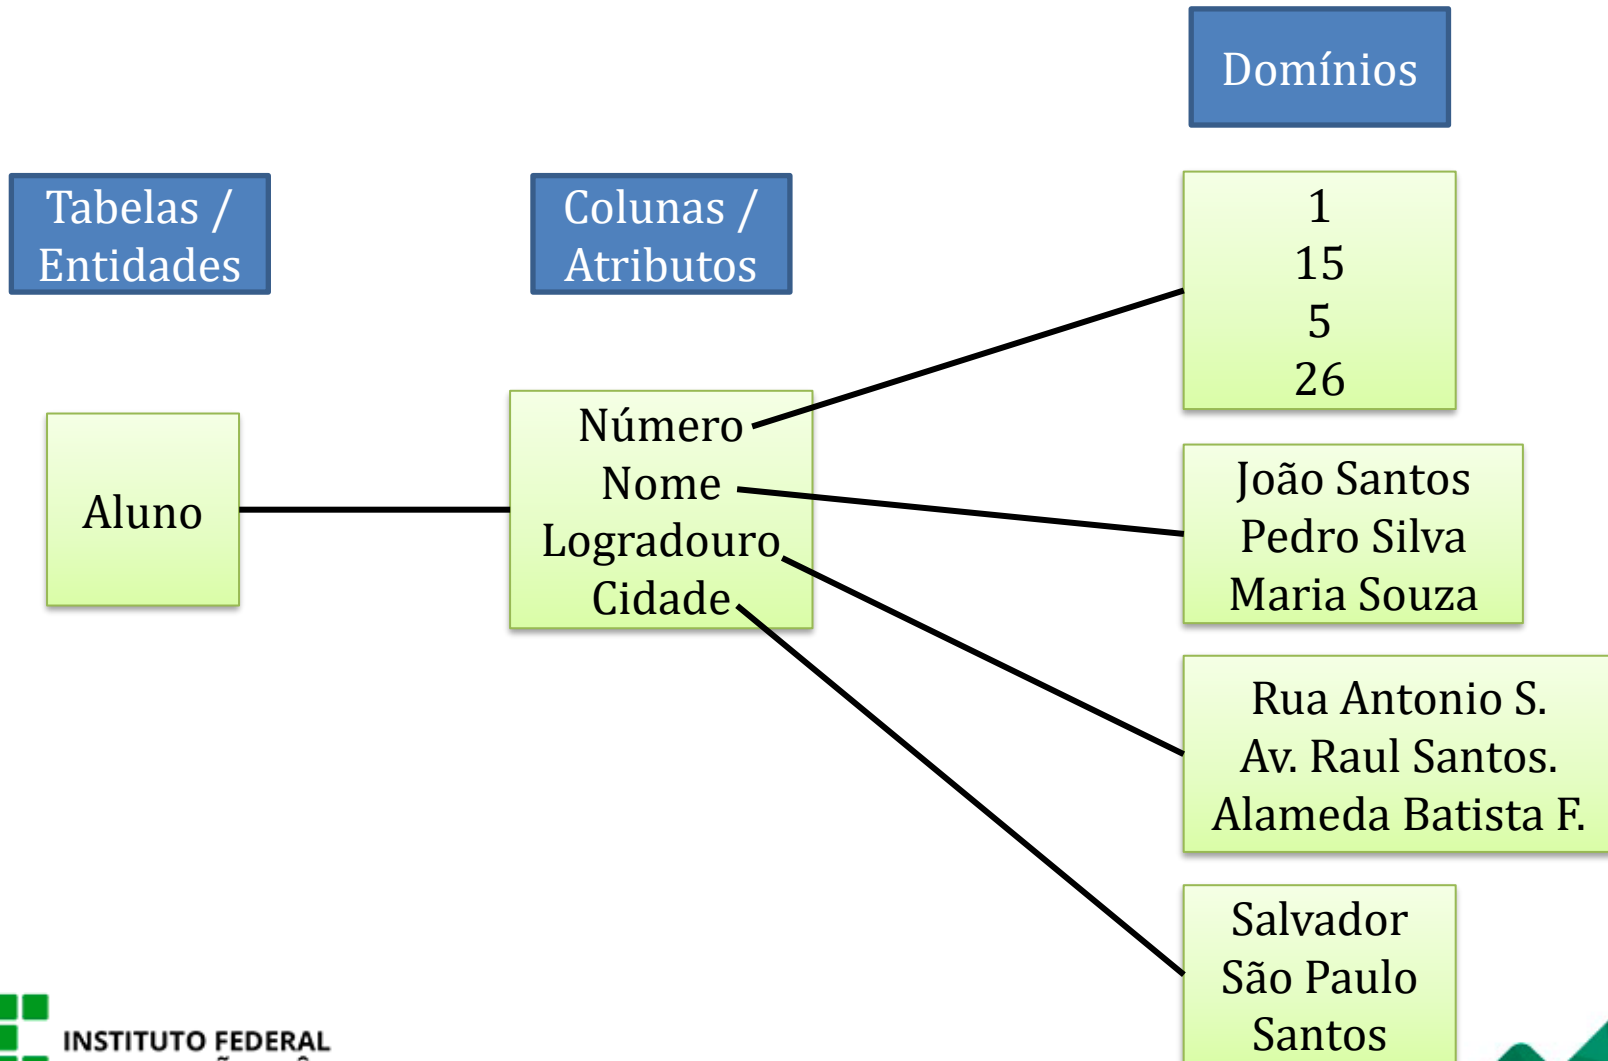 Domínios
Tabelas /
Entidades
Colunas /
Atributos
1
15
5
26
Aluno
Número
Nome
Logradouro
Cidade
João Santos
Pedro Silva
Maria Souza
Rua Antonio S.
Av. Raul Santos.
Alameda Batista F.
Salvador
São Paulo
Santos
INSTITUTO FEDERAL